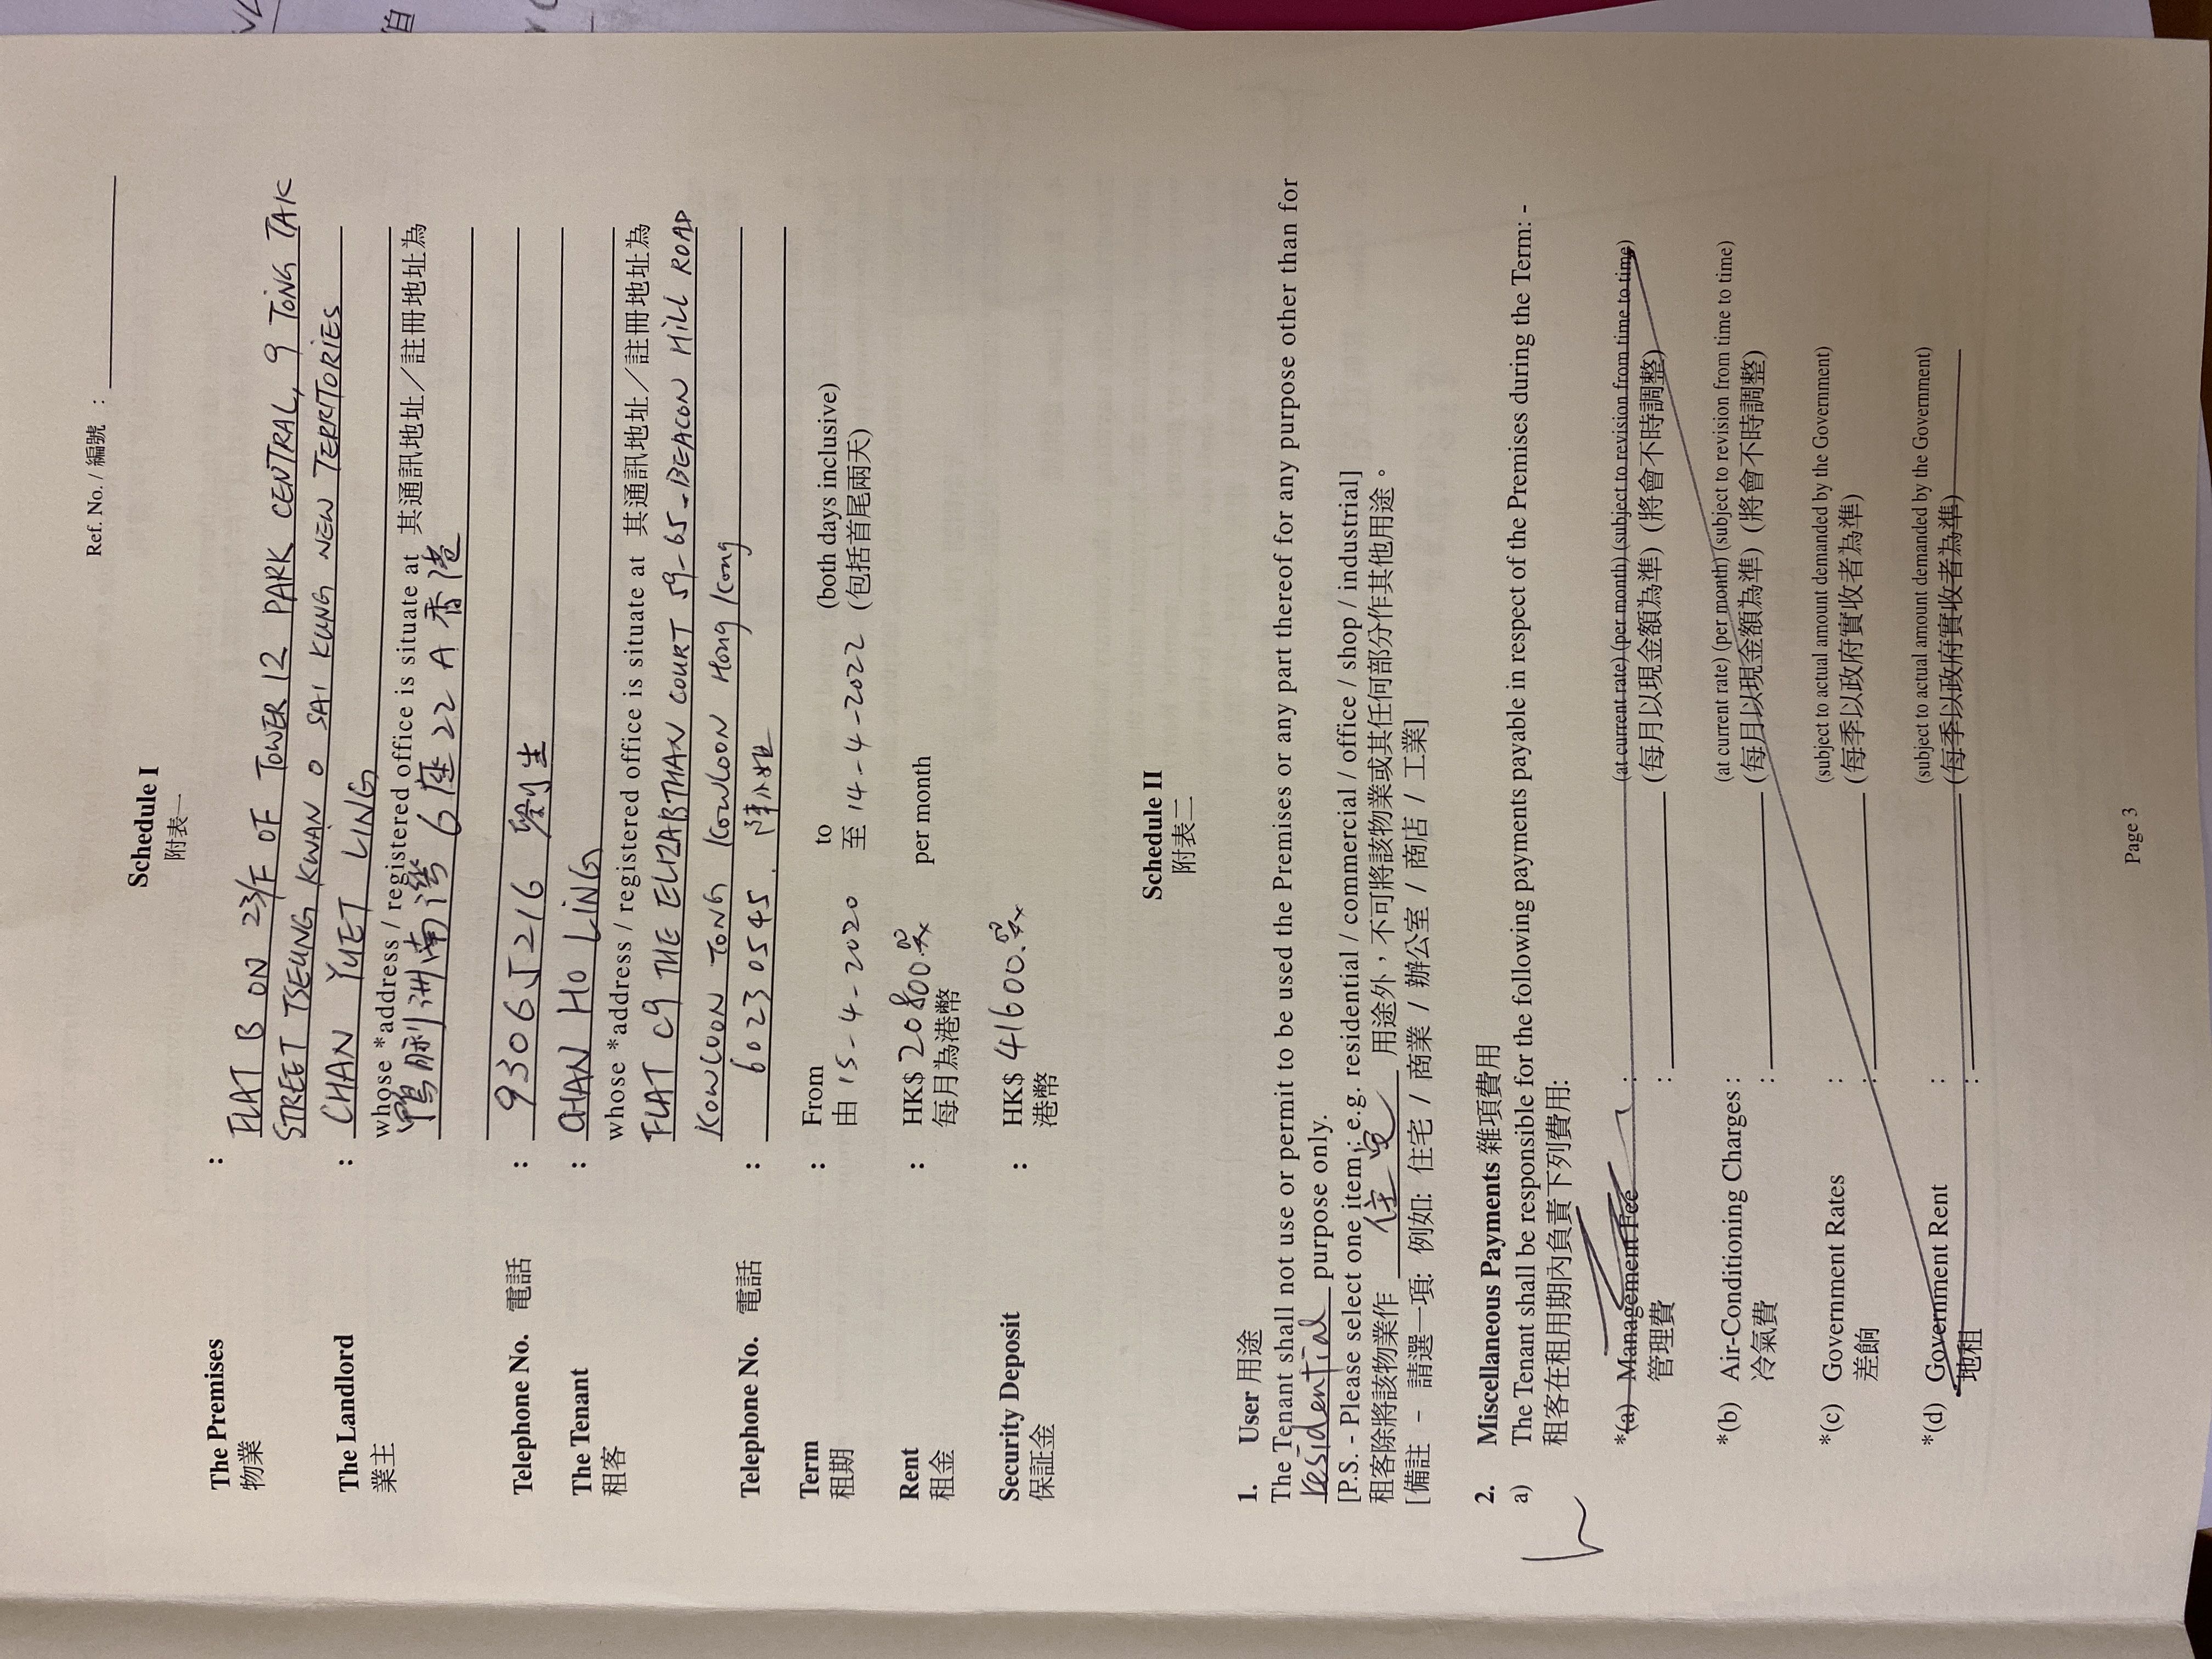 Ref. No. / 編號 :
Schedule I
附表一
The Premises : FLAT B ON 23/F OF TOWER 12 PARK CENTRAL, 9 TONG TAK
物業 STREET TSEUNG KWAN O SAI KUNG NEW TERRITORIES
The Landlord : CHAN YUET LING
業主 whose *address / registered office is situate at 其通訊地址／註冊地址為
鴨脷洲南灣 6座 22 A 香港
Telephone No. 電話 : 9306 5216 劉生
The Tenant : CHAN HO LING
租客 whose *address / registered office is situate at 其通訊地址／註冊地址為
FLAT C9 THE ELIZABTHAN COURT 59-65-BEACON HILL ROAD
KOWLOON TONG KOWLOON Hong Kong
Telephone No. 電話 : 6023 0545. 陳小姐
Term : From to (both days inclusive)
租期 由 15-4-2020 至 14-4-2022 (包括首尾兩天)
Rent : HK$ 20800.00 per month
租金 每月為港幣
Security Deposit : HK$ 41600.00
保証金 港幣
Schedule II
附表二
1. User 用途
The Tenant shall not use or permit to be used the Premises or any part thereof for any purpose other than for
residential purpose only.
[P.S. - Please select one item; e.g. residential / commercial / office / shop / industrial]
租客除將該物業作 住宅 用途外，不可將該物業或其任何部分作其他用途。
[備註 - 請選一項: 例如: 住宅 / 商業 / 辦公室 / 商店 / 工業]
2. Miscellaneous Payments 雜項費用
a) The Tenant shall be responsible for the following payments payable in respect of the Premises during the Term: -
租客在租用期內負責下列費用:
*(a) Management Fee : (at current rate) (per month) (subject to revision from time to time)
管理費 : (每月以現金額為準) (將會不時調整)
*(b) Air-Conditioning Charges : (at current rate) (per month) (subject to revision from time to time)
冷氣費 : (每月以現金額為準) (將會不時調整)
*(c) Government Rates : (subject to actual amount demanded by the Government)
差餉 : (每季以政府實收者為準)
*(d) Government Rent : (subject to actual amount demanded by the Government)
地租 : (每季以政府實收者為準)
Page 3